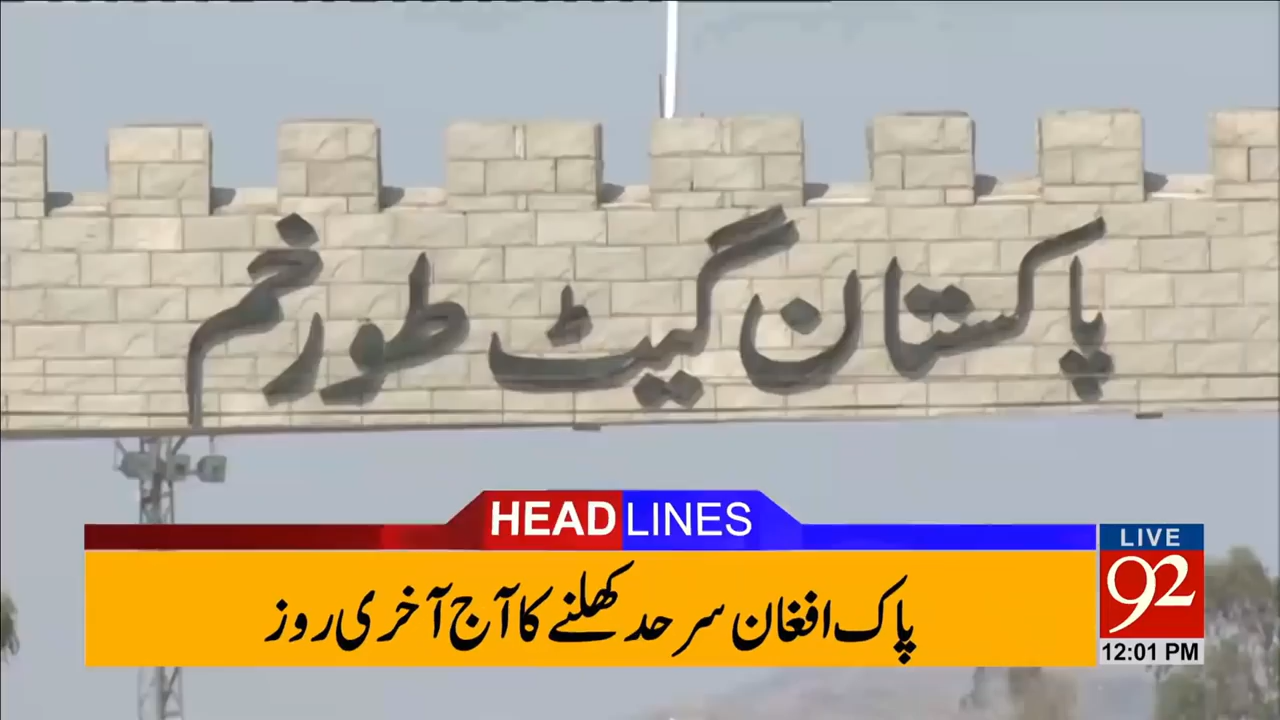 پاکستان گیٹ طورخم
HEADLINES
پاک افغان سرحد کھلنے کا آج آخری روز
LIVE
92
12:01 PM